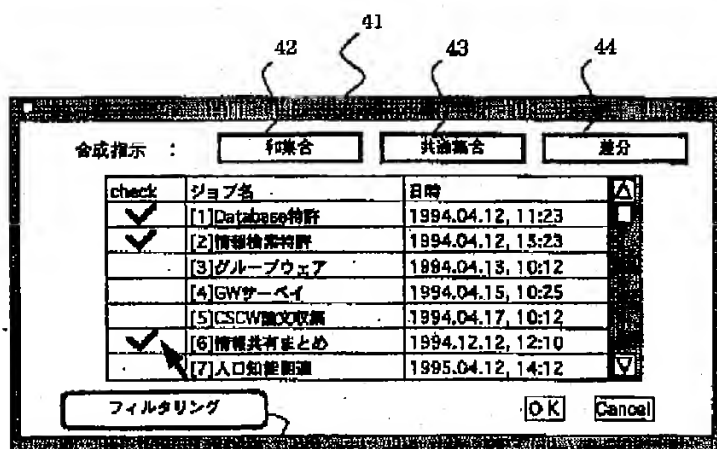 41
42 43 44
合成指示 : 和集合 共通集合 差分
check ジョブ名 日時
[1]Database特許 1994.04.12, 11:23
[2]情報検索特許 1994.04.12, 15:23
[3]グループウェア 1994.04.13, 10:12
[4]GWサーベイ 1994.04.15, 10:25
[5]CSCW論文収集 1994.04.17, 10:12
[6]情報共有まとめ 1994.12.12, 12:10
[7]人口知能関連 1995.04.12, 14:12
フィルタリング OK Cancel